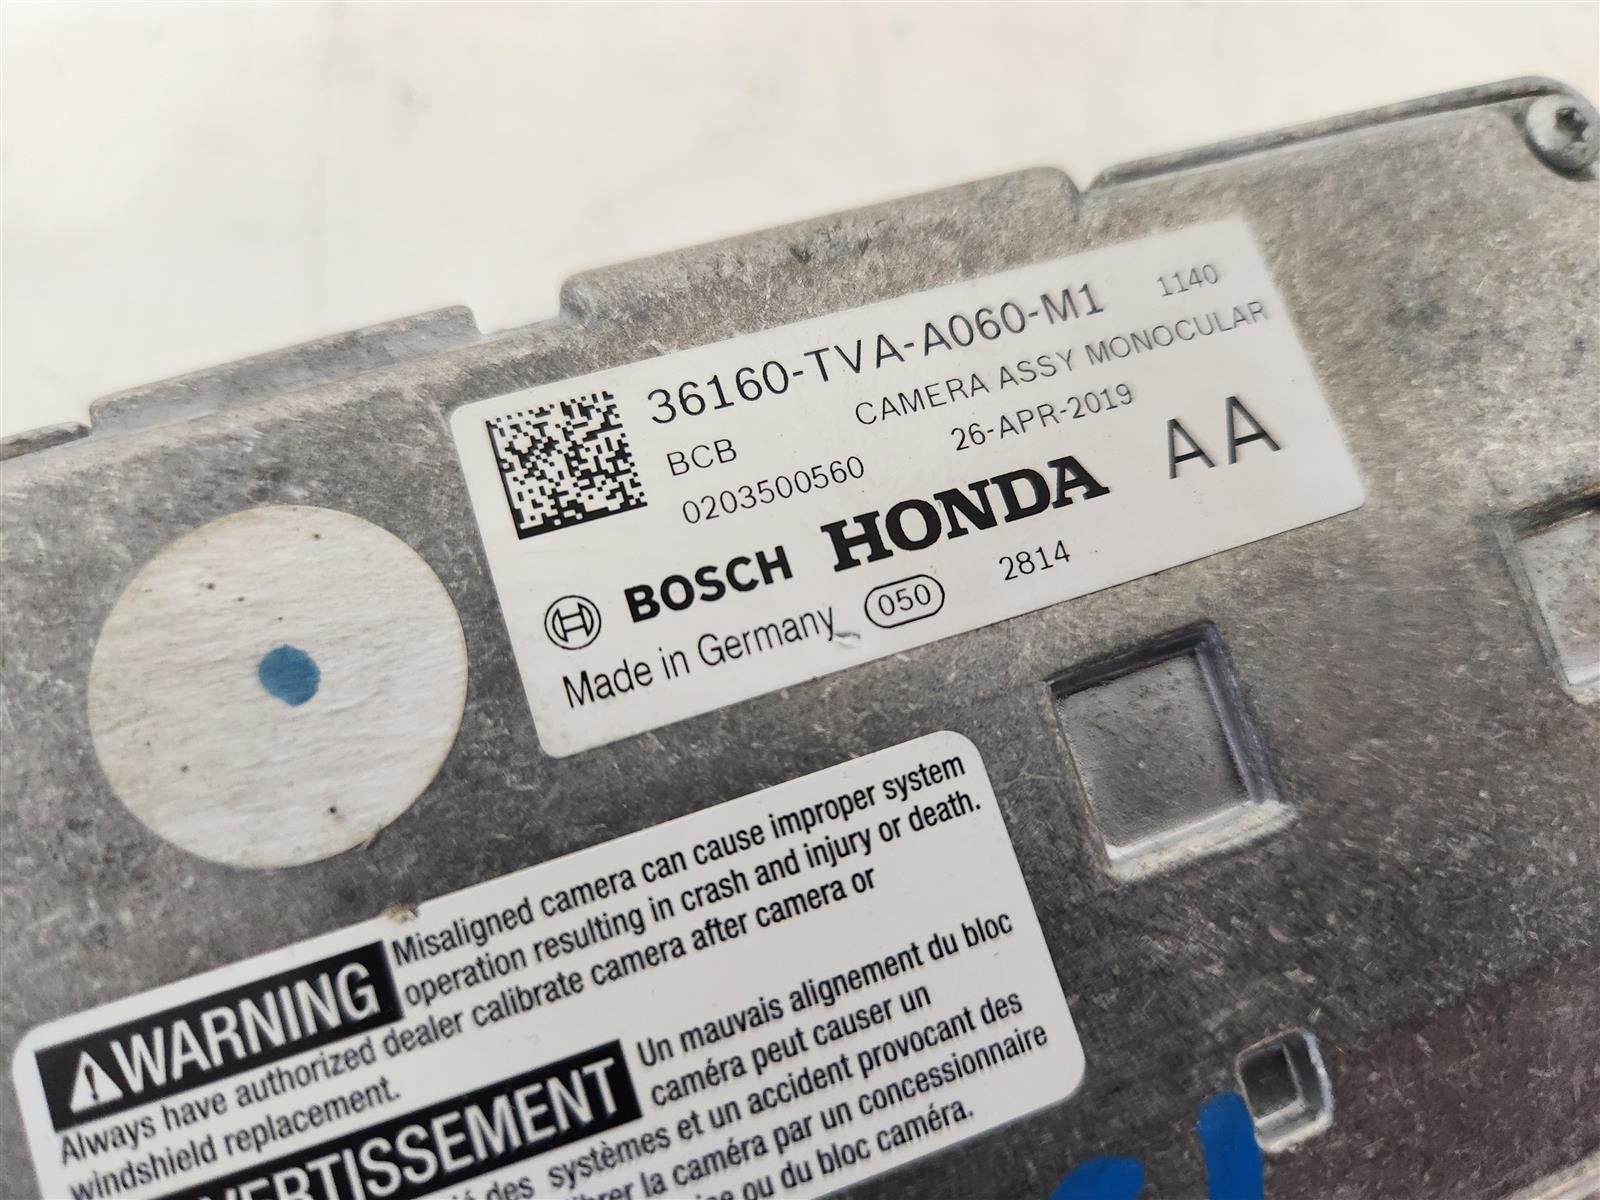 36160-TVA-A060-M1 1140
BCB CAMERA ASSY MONOCULAR
0203500560 26-APR-2019
BOSCH HONDA AA
Made in Germany 050 2814
WARNING Misaligned camera can cause improper system
operation resulting in crash and injury or death.
Always have authorized dealer calibrate camera after camera or
windshield replacement.
Un mauvais alignement du bloc
caméra peut causer un
des systèmes et un accident provocant des
la caméra par un concessionnaire
ou du bloc caméra.